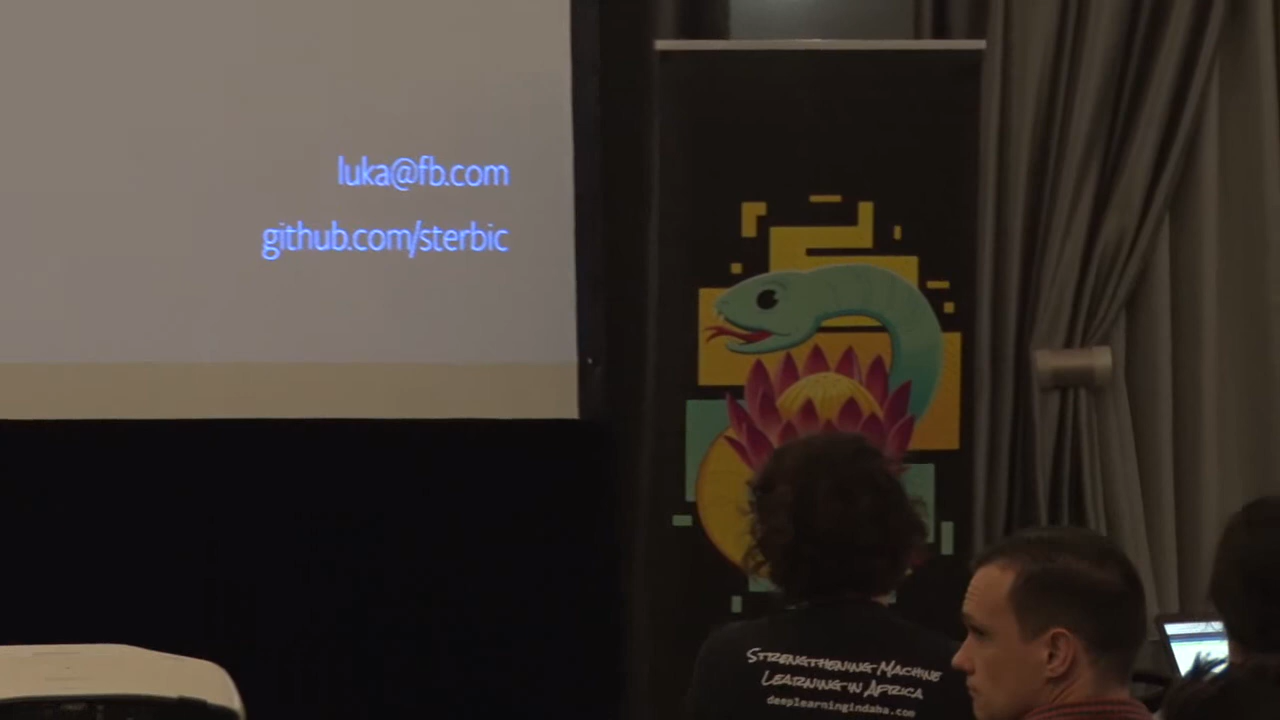 luka@fb.com
github.com/sterbic
STRENGTHENING MACHINE
LEARNING IN AFRICA
deeplearningindaba.com